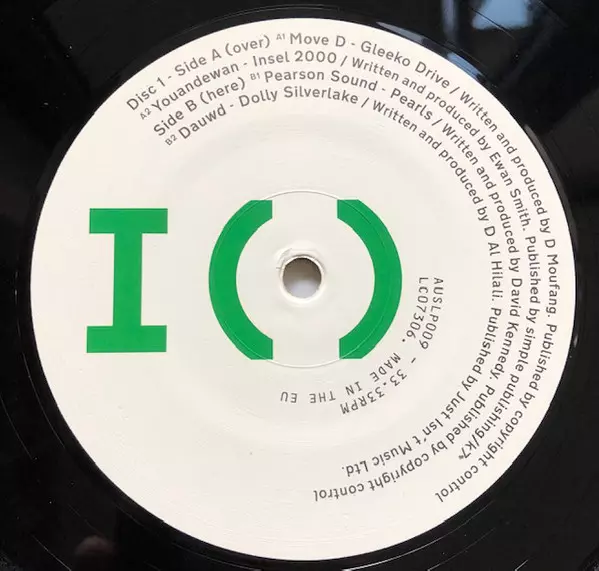 Disc 1 - Side A (over) A1 Move D - Gleeko Drive / Written and produced by D Moufang. Published by copyright control
A2 Youandewan - Insel 2000 / Written and produced by Ewan Smith. Published by simple publishing/k7.
Side B (here) B1 Pearson Sound - Pearls / Written and produced by David Kennedy. Published by copyright control
B2 Dauwd - Dolly Silverlake / Written and produced by D Al Hilali. Published by Just Isn't Music Ltd.
I ()
AUSLP009 - 33.33RPM
LC07306. MADE IN THE EU